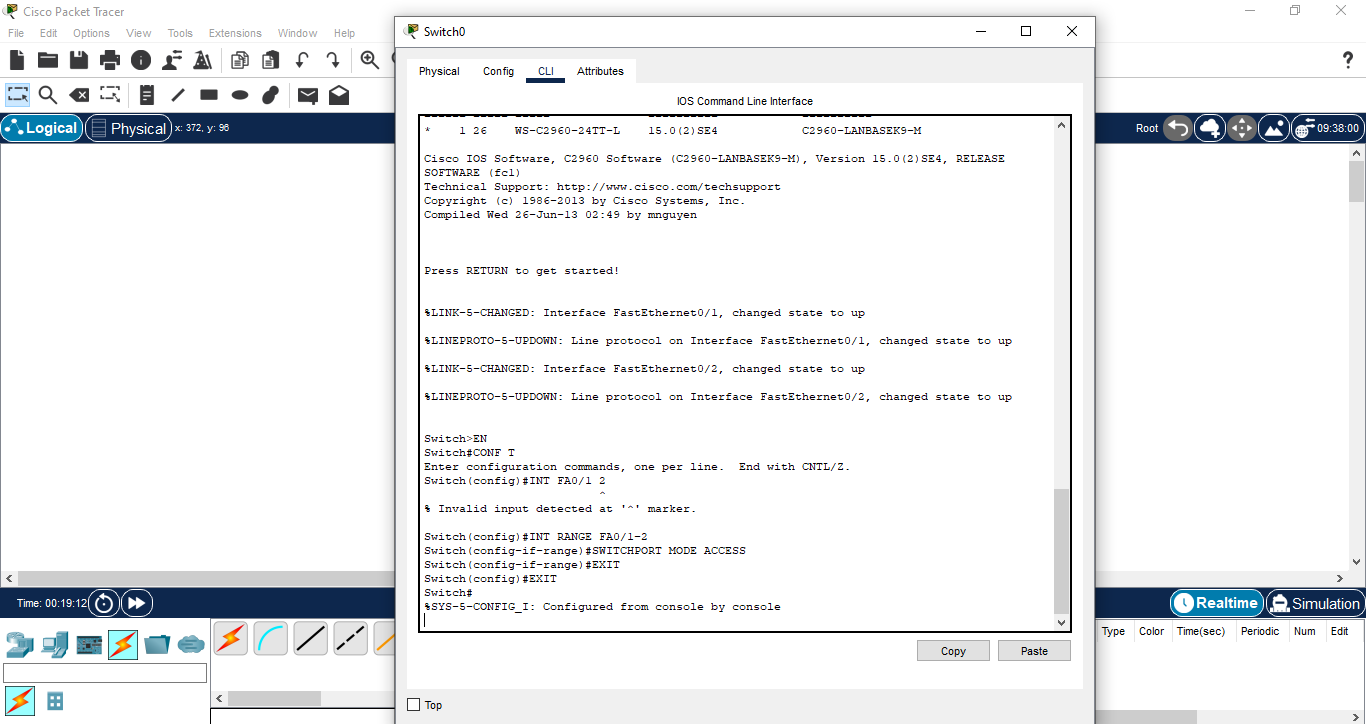 Cisco Packet Tracer
File Edit Options View Tools Extensions Window Help
Logical Physical x: 372, y: 96
Root 09:38:00
Switch0
Physical Config CLI Attributes
IOS Command Line Interface
* 1 26 WS-C2960-24TT-L 15.0(2)SE4 C2960-LANBASEK9-M
Cisco IOS Software, C2960 Software (C2960-LANBASEK9-M), Version 15.0(2)SE4, RELEASE
SOFTWARE (fc1)
Technical Support: http://www.cisco.com/techsupport
Copyright (c) 1986-2013 by Cisco Systems, Inc.
Compiled Wed 26-Jun-13 02:49 by mnguyen
Press RETURN to get started!
%LINK-5-CHANGED: Interface FastEthernet0/1, changed state to up
%LINEPROTO-5-UPDOWN: Line protocol on Interface FastEthernet0/1, changed state to up
%LINK-5-CHANGED: Interface FastEthernet0/2, changed state to up
%LINEPROTO-5-UPDOWN: Line protocol on Interface FastEthernet0/2, changed state to up
Switch>EN
Switch#CONF T
Enter configuration commands, one per line. End with CNTL/Z.
Switch(config)#INT FA0/1 2
^
% Invalid input detected at '^' marker.
Switch(config)#INT RANGE FA0/1-2
Switch(config-if-range)#SWITCHPORT MODE ACCESS
Switch(config-if-range)#EXIT
Switch(config)#EXIT
Switch#
%SYS-5-CONFIG_I: Configured from console by console
Copy Paste
Top
Time: 00:19:12
Realtime Simulation
Type Color Time(sec) Periodic Num Edit